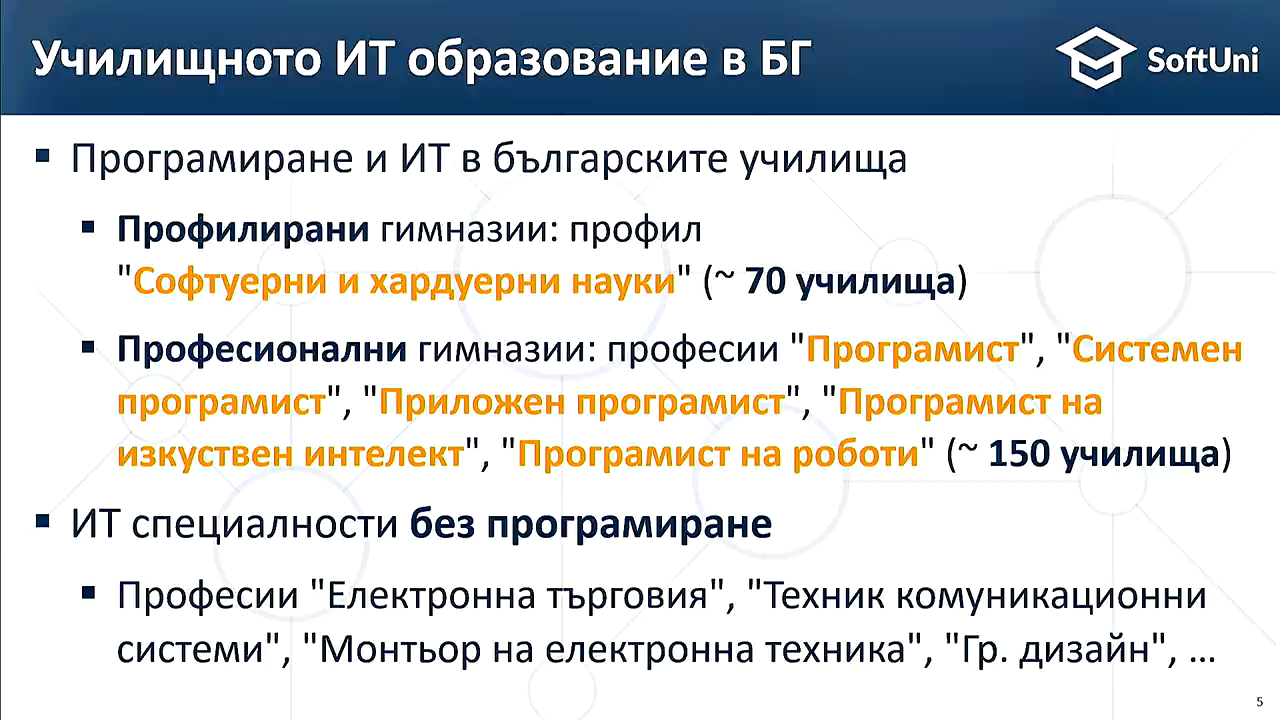 Училищното ИТ образование в БГ
SoftUni
▪ Програмиране и ИТ в българските училища
▪ Профилирани гимназии: профил
"Софтуерни и хардуерни науки" (~ 70 училища)
▪ Професионални гимназии: професии "Програмист", "Системен
програмист", "Приложен програмист", "Програмист на
изкуствен интелект", "Програмист на роботи" (~ 150 училища)
▪ ИТ специалности без програмиране
▪ Професии "Електронна търговия", "Техник комуникационни
системи", "Монтьор на електронна техника", "Гр. дизайн", …
5